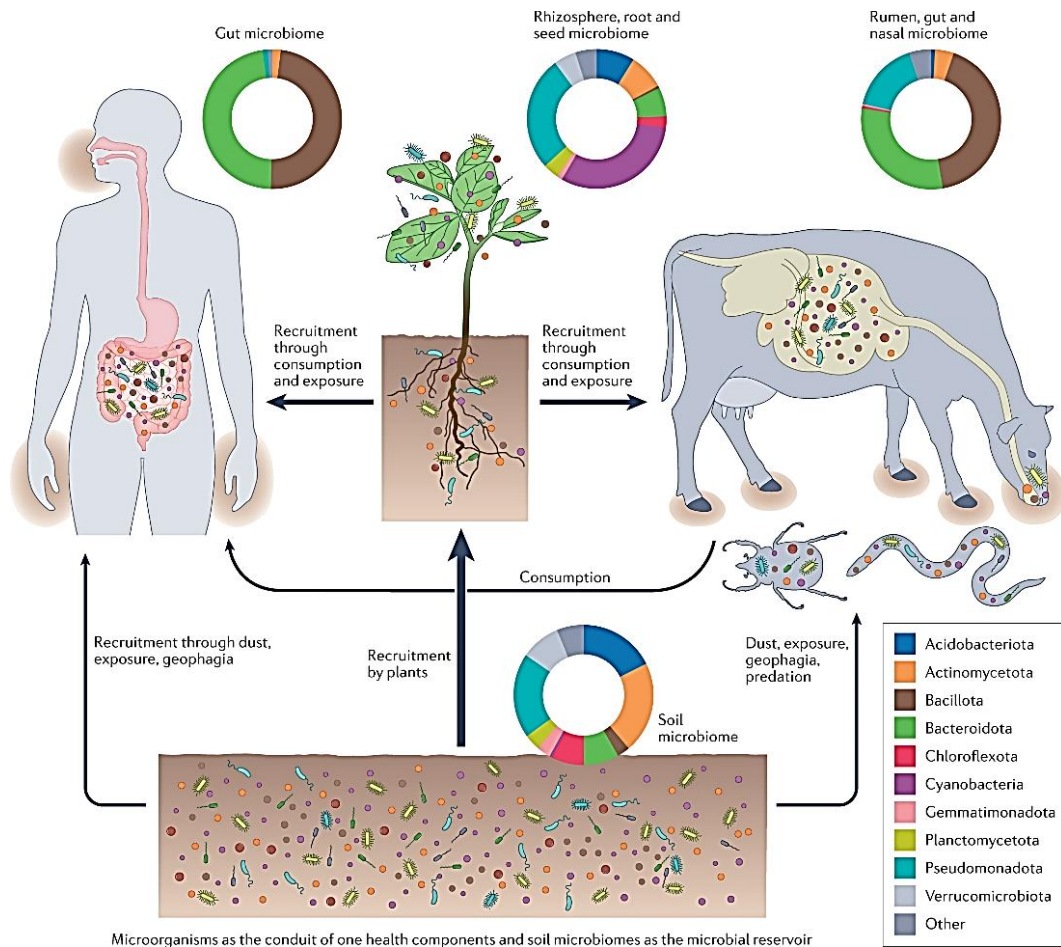 Gut microbiome
Rhizosphere, root and
seed microbiome
Rumen, gut and
nasal microbiome
Recruitment
through
consumption
and exposure
Recruitment
through
consumption
and exposure
Consumption
Recruitment through dust,
exposure, geophagia
Recruitment
by plants
Dust, exposure,
geophagia,
predation
Soil
microbiome
Acidobacteriota
Actinomycetota
Bacillota
Bacteroidota
Chloroflexota
Cyanobacteria
Gemmatimonadota
Planctomycetota
Pseudomonadota
Verrucomicrobiota
Other
Microorganisms as the conduit of one health components and soil microbiomes as the microbial reservoir